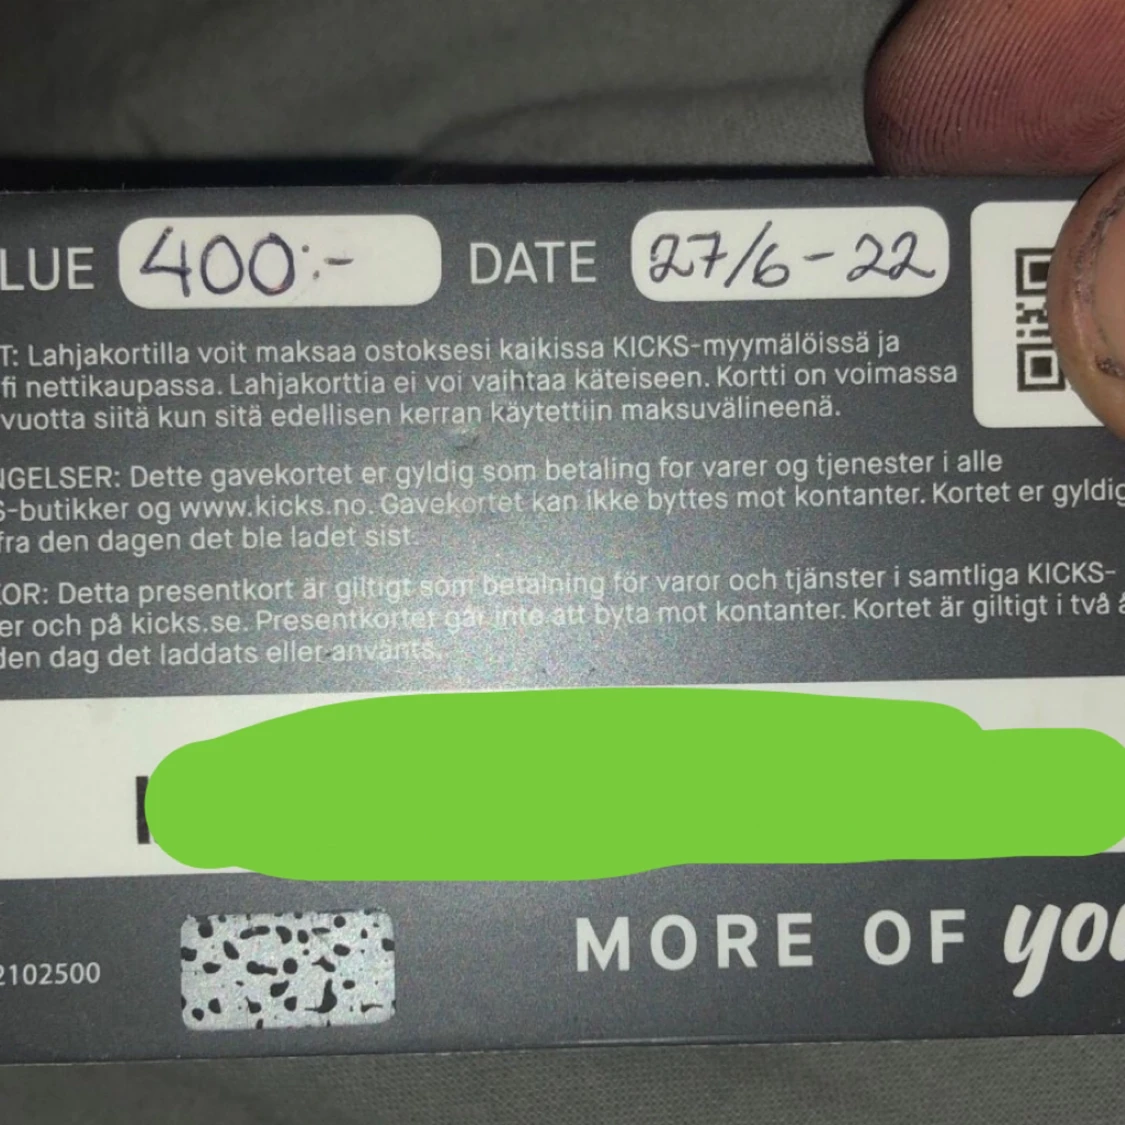 LUE 400:- DATE 27/6-22
T: Lahjakortilla voit maksaa ostoksesi kaikissa KICKS-myymälöissä ja
fi nettikaupassa. Lahjakorttia ei voi vaihtaa käteiseen. Kortti on voimassa
vuotta siitä kun sitä edellisen kerran käytettiin maksuvälineenä.
NGELSER: Dette gavekortet er gyldig som betaling for varer og tjenester i alle
S-butikker og www.kicks.no. Gavekortet kan ikke byttes mot kontanter. Kortet er gyldig
fra den dagen det ble ladet sist.
KOR: Detta presentkort är giltigt som betalning för varor och tjänster i samtliga KICKS-
er och på kicks.se. Presentkortet går inte att byta mot kontanter. Kortet är giltigt i två å
den dag det laddats eller använts.
2102500
MORE OF you